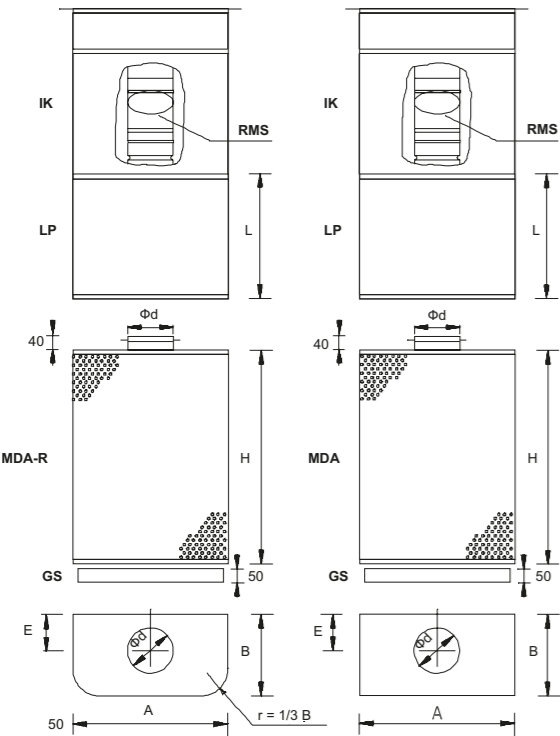 IK
RMS
LP
L
Φd
40
MDA-R
H
GS
50
E
Φd
B
A
50
r = 1/3 B
IK
RMS
LP
L
Φd
40
MDA
H
GS
50
E
Φd
B
A